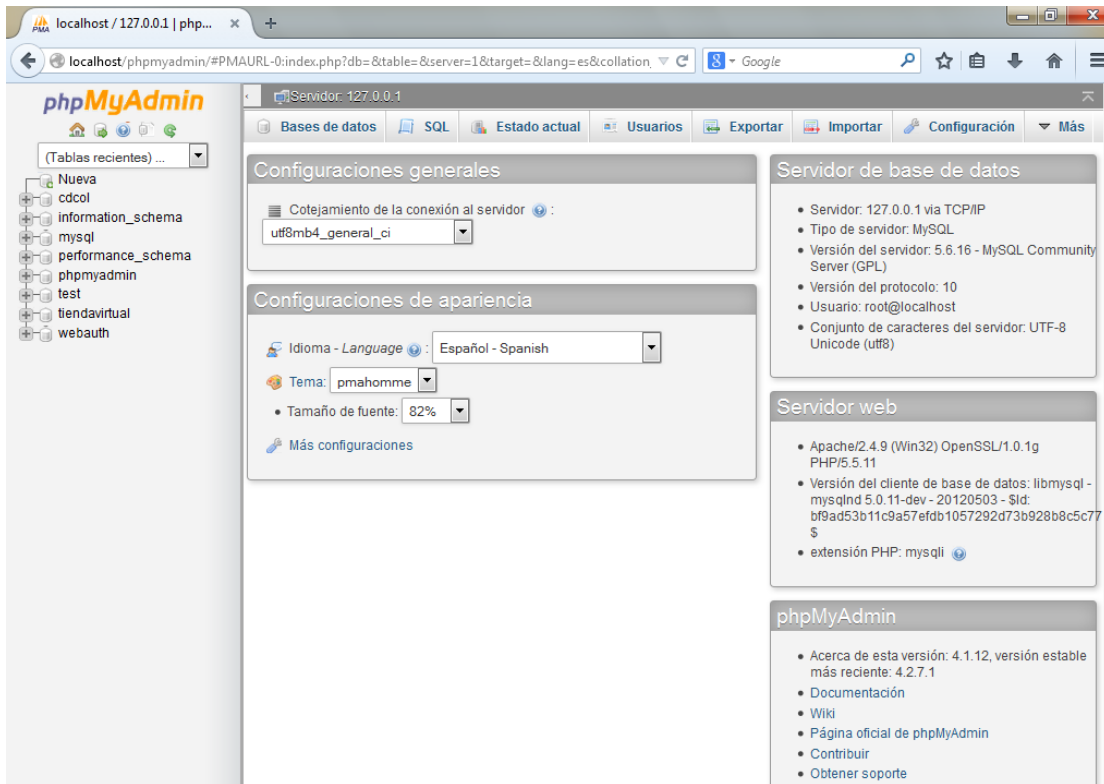 localhost / 127.0.0.1 | php...
localhost/phpmyadmin/#PMAURL-0:index.php?db=&table=&server=1&target=&lang=es&collation_
Google
phpMyAdmin
(Tablas recientes) ...
Nueva
cdcol
information_schema
mysql
performance_schema
phpmyadmin
test
tiendavirtual
webauth
Servidor: 127.0.0.1
Bases de datos
SQL
Estado actual
Usuarios
Exportar
Importar
Configuración
Más
Configuraciones generales
Cotejamiento de la conexión al servidor :
utf8mb4_general_ci
Configuraciones de apariencia
Idioma - Language : Español - Spanish
Tema: pmahomme
• Tamaño de fuente: 82%
Más configuraciones
Servidor de base de datos
• Servidor: 127.0.0.1 via TCP/IP
• Tipo de servidor: MySQL
• Versión del servidor: 5.6.16 - MySQL Community
Server (GPL)
• Versión del protocolo: 10
• Usuario: root@localhost
• Conjunto de caracteres del servidor: UTF-8
Unicode (utf8)
Servidor web
• Apache/2.4.9 (Win32) OpenSSL/1.0.1g
PHP/5.5.11
• Versión del cliente de base de datos: libmysql -
mysqlnd 5.0.11-dev - 20120503 - $Id:
bf9ad53b11c9a57efdb1057292d73b928b8c5c77
$
• extensión PHP: mysqli
phpMyAdmin
• Acerca de esta versión: 4.1.12, versión estable
más reciente: 4.2.7.1
• Documentación
• Wiki
• Página oficial de phpMyAdmin
• Contribuir
• Obtener soporte